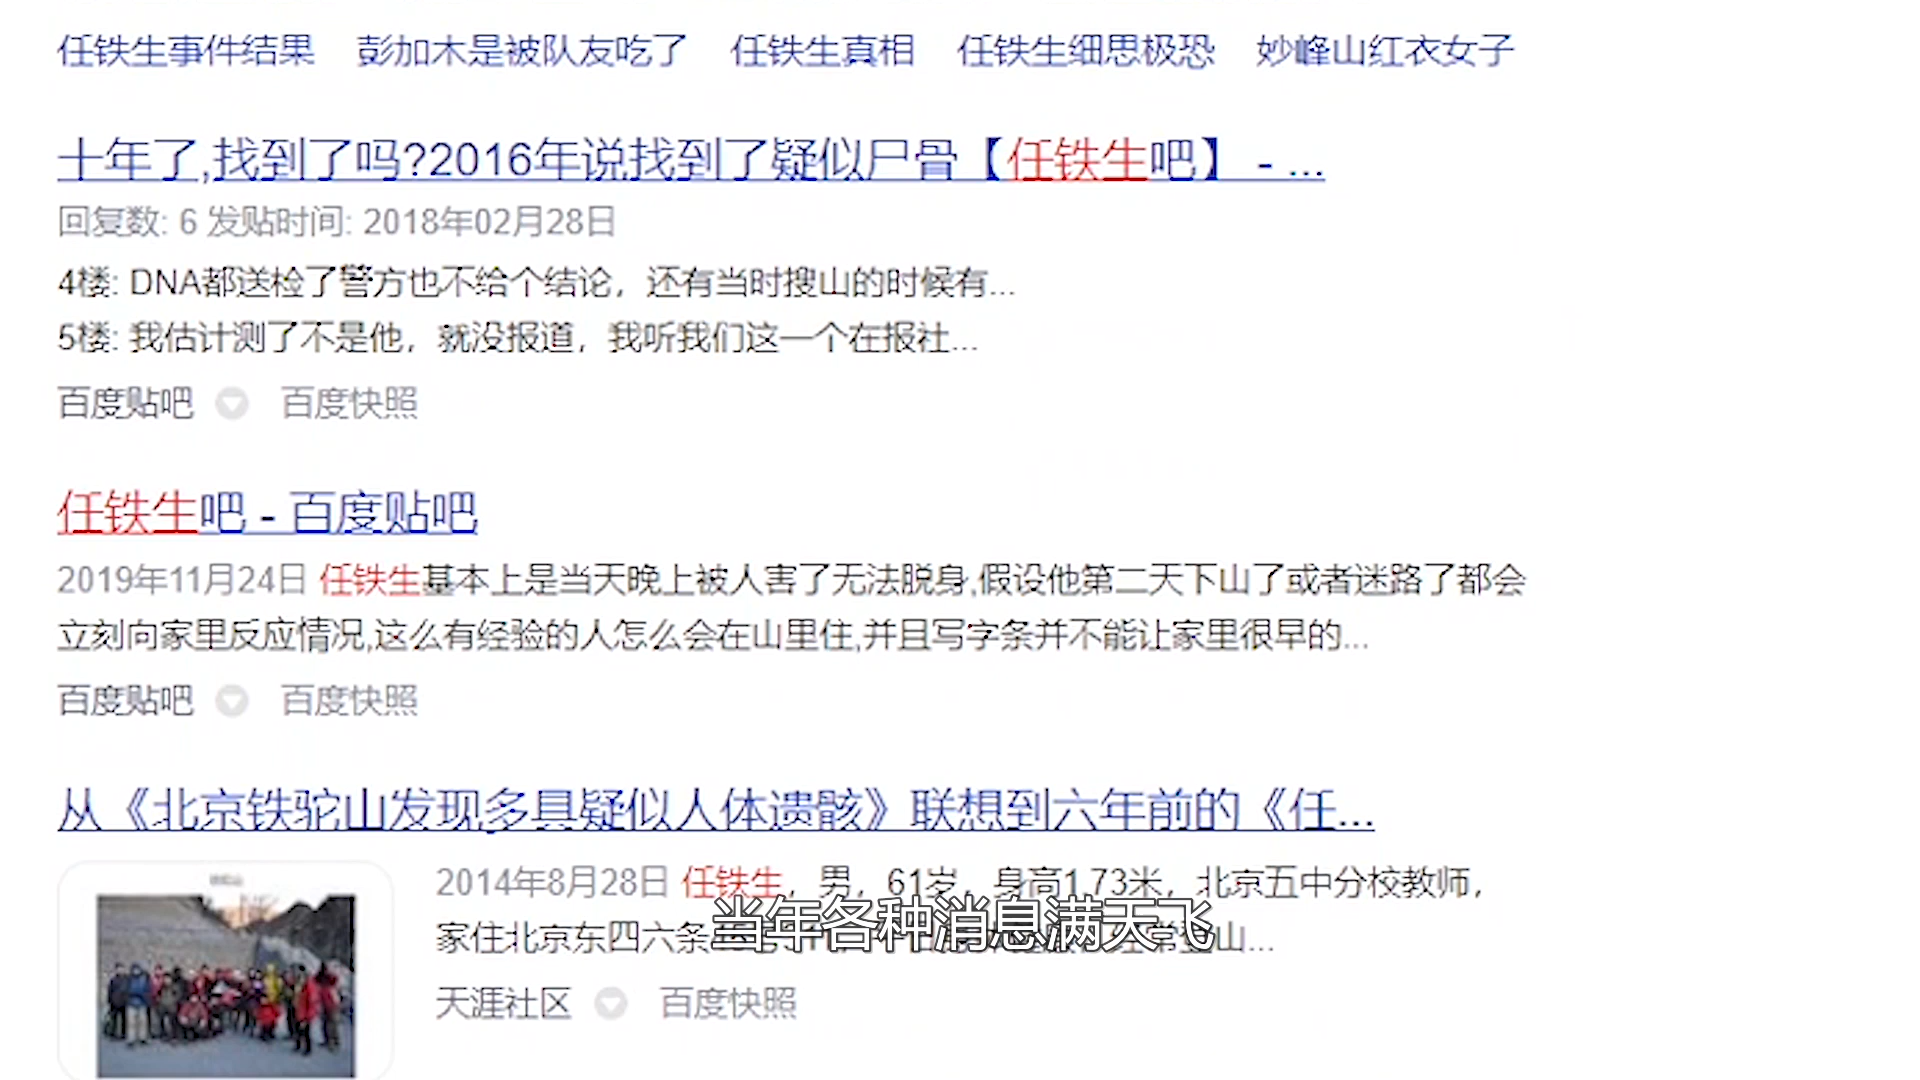 任铁生事件结果 彭加木是被队友吃了 任铁生真相 任铁生细思极恐 妙峰山红衣女子
十年了,找到了吗?2016年说找到了疑似尸骨【任铁生吧】 - ...
回复数: 6 发贴时间: 2018年02月28日
4楼: DNA都送检了警方也不给个结论，还有当时搜山的时候有...
5楼: 我估计测了不是他，就没报道，我听我们这一个在报社...
百度贴吧 百度快照
任铁生吧 - 百度贴吧
2019年11月24日 任铁生基本上是当天晚上被人害了无法脱身,假设他第二天下山了或者迷路了都会
立刻向家里反应情况,这么有经验的人怎么会在山里住,并且写字条并不能让家里很早的...
百度贴吧 百度快照
从《北京铁驼山发现多具疑似人体遗骸》联想到六年前的《任...
2014年8月28日 任铁生，男，61岁，身高1.73米，北京五中分校教师，
家住北京东四六条 经常登山...
当年各种消息满天飞
天涯社区 百度快照